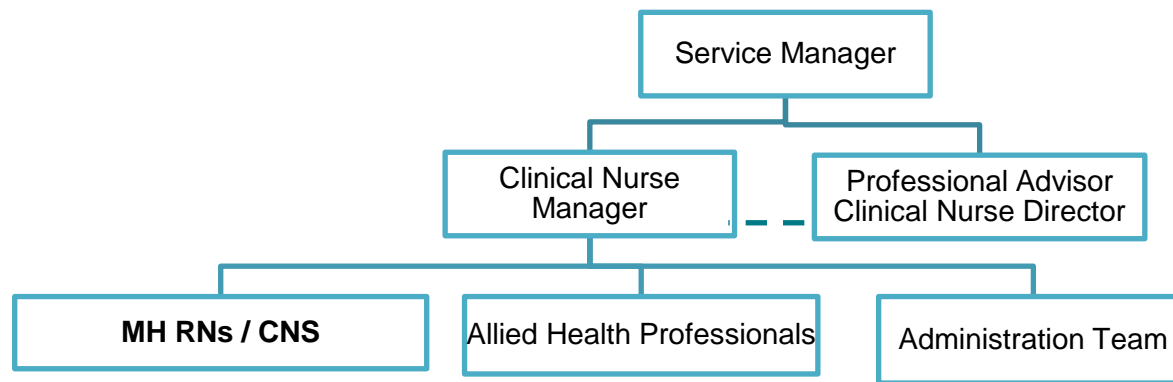 Service Manager
Clinical Nurse
Manager
Professional Advisor
Clinical Nurse Director
MH RNs / CNS
Allied Health Professionals
Administration Team